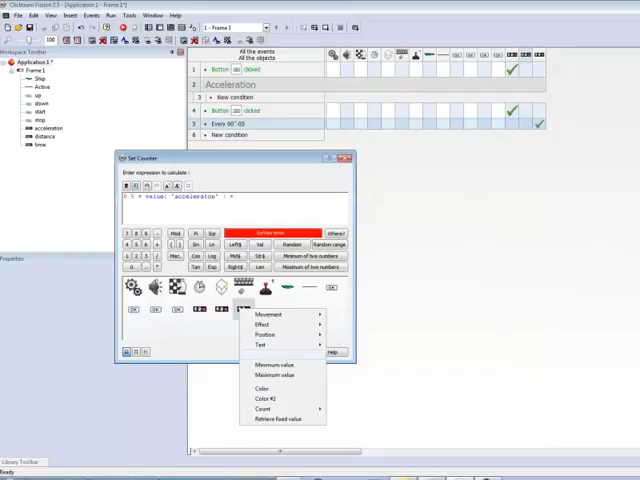 Clickteam Fusion 2.5 - [Application 1 - Frame 1*]
File Edit View Insert Events Run Tools Window Help
100
1 - Frame 1
Workspace Toolbar
Application 1 *
Frame 1
Ship
Active
up
down
start
stop
acceleration
distance
time
Properties
Library Toolbar
Ready
All the events
All the objects
1 Button clicked
2 Acceleration
3 New condition
4 Button clicked
5 Every 00"-05
6 New condition
Set Counter
Enter expression to calculate :
0.5 * value( "acceleraton" ) *
7 8 9 - Mod Pi Sqr Syntax error Where?
4 5 6 + ( ) Sin Ln Left$ Val Random Random range
1 2 3 / Max. Cos Log Mid$ Str$ Minimum of two numbers
0 . * Tan Exp Right$ Len Maximum of two numbers
OK
OK OK
Help
Movement
Effect
Position
Text
Minimum value
Maximum value
Color
Color #2
Count
Retrieve fixed value